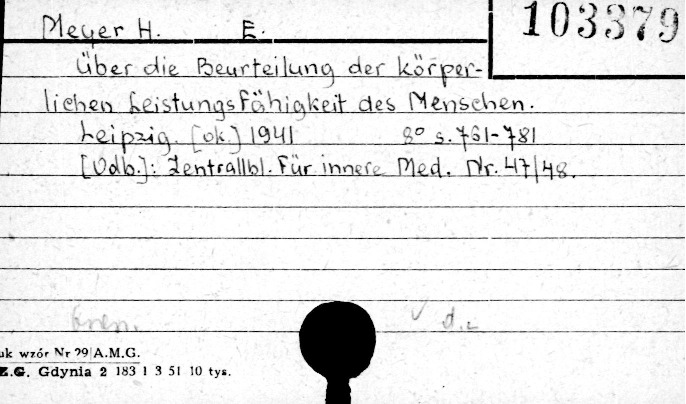 103379
Meyer H. E.
Über die Beurteilung der körper-
lichen Leistungsfähigkeit des Menschen.
Leipzig. [ok.] 1941 8° s. 761-781
[Odb.]: Zentrallbl. für innere Med. Nr. 47/48.
d.c
uk wzór Nr 29 A.M.G.
Z.G. Gdynia 2 183 1 3 51 10 tys.